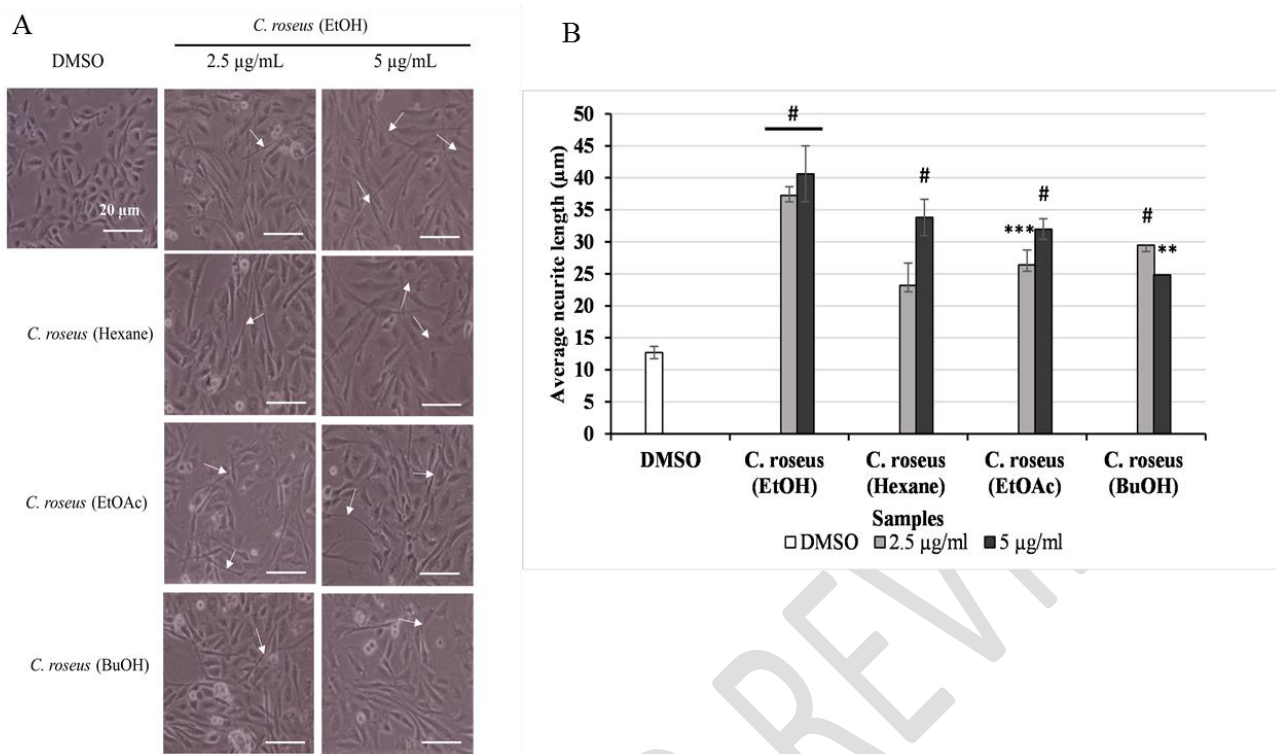 A
C. roseus (EtOH)
DMSO
2.5 µg/mL
5 µg/mL
20 µm
C. roseus (Hexane)
C. roseus (EtOAc)
C. roseus (BuOH)
B
Average neurite length (µm)
50
45
40
35
30
25
20
15
10
5
0
#
#
***
#
#
**
DMSO
C. roseus
(EtOH)
C. roseus
(Hexane)
C. roseus
(EtOAc)
C. roseus
(BuOH)
Samples
DMSO 2.5 µg/ml 5 µg/ml